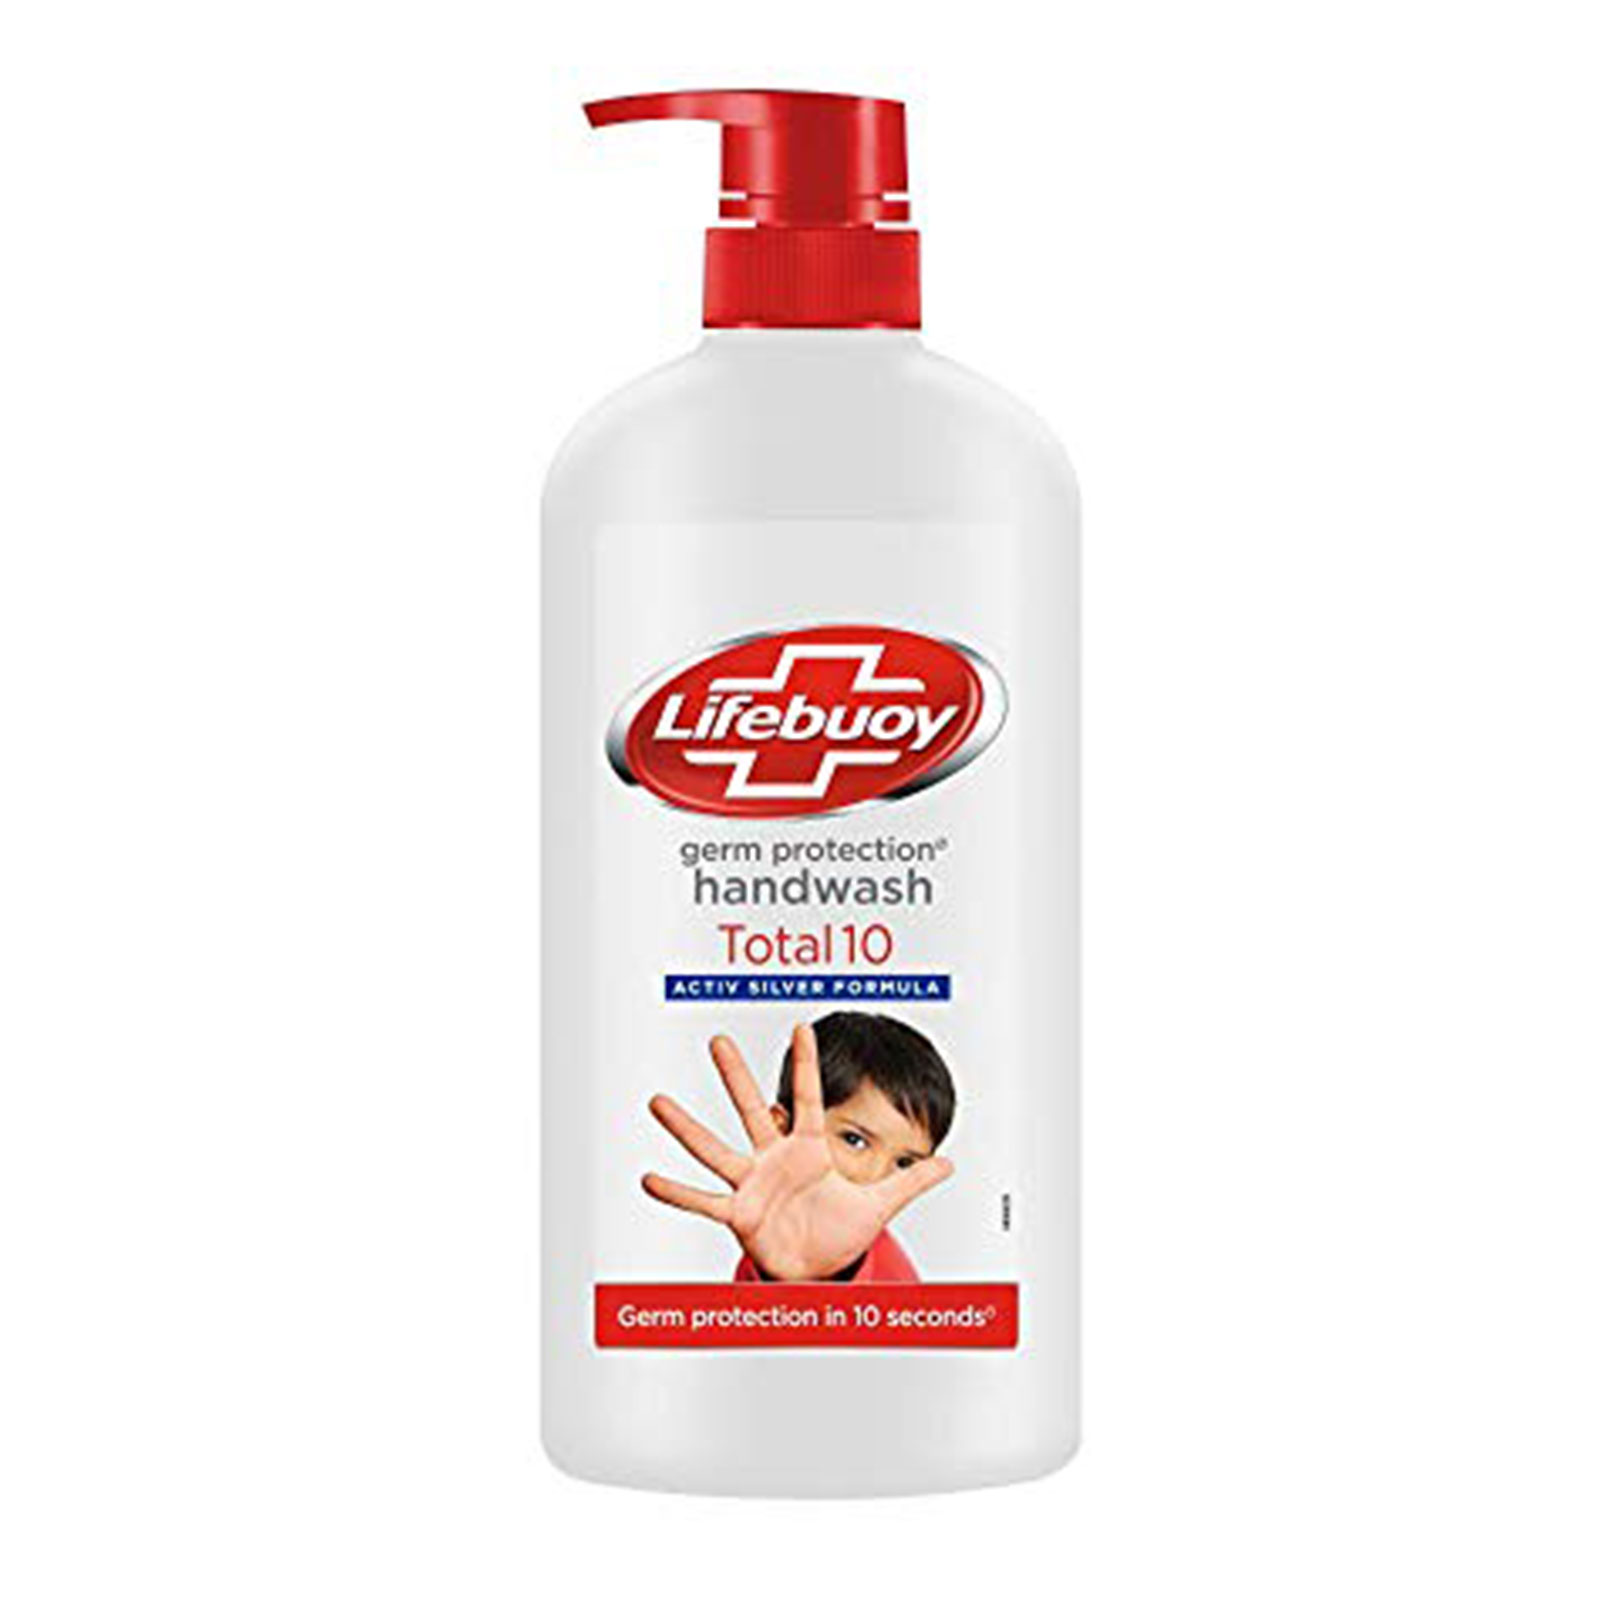 Lifebuoy
germ protection°
handwash
Total 10
ACTIV SILVER FORMULA
Germ protection in 10 seconds°